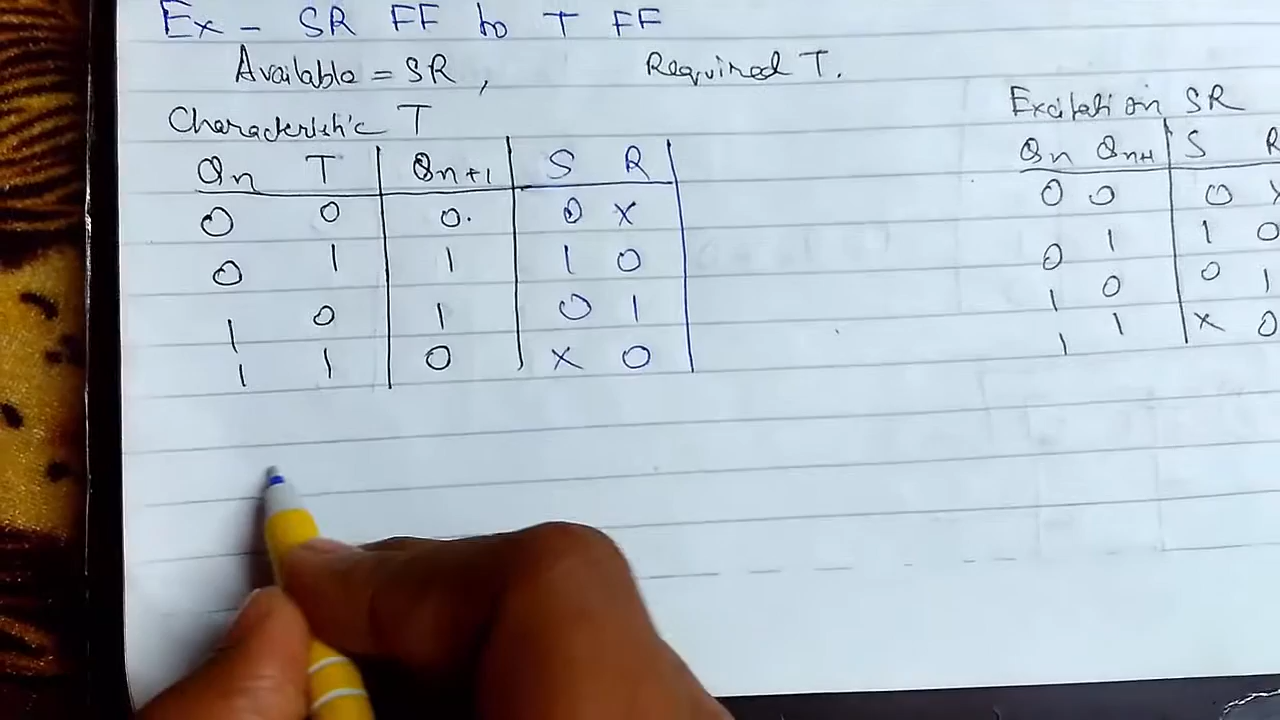 Ex - SR FF to T FF
Available = SR, Required T.
Characteristic T
Qn T Qn+1 S R
0 0 0. 0 x
0 1 1 1 0
1 0 1 0 1
1 1 0 x 0
Excitation SR
Qn Qn+1 S R
0 0 0 x
0 1 1 0
1 0 0 1
1 1 x 0